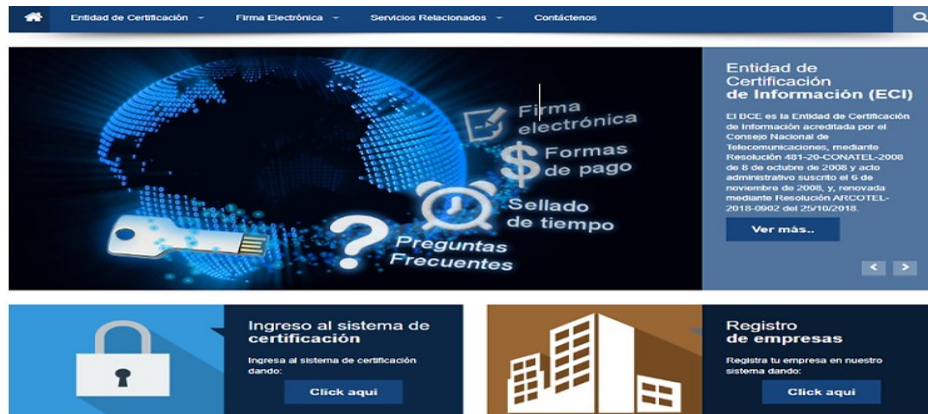 Entidad de Certificación
Firma Electrónica
Servicios Relacionados
Contáctenos
Firma
electrónica
$ Formas
de pago
Sellado
de tiempo
? Preguntas
Frecuentes
Entidad de
Certificación
de Información (ECI)
El BCE es la Entidad de Certificación
de Información acreditada por el
Consejo Nacional de
Telecomunicaciones, mediante
Resolución 481-20-CONATEL-2008
de 8 de octubre de 2008 y acto
administrativo suscrito el 6 de
noviembre de 2008, y, renovada
mediante Resolución ARCOTEL-
2018-0902 del 25/10/2018.
Ver más..
< >
Ingreso al sistema de
certificación
Ingresa al sistema de certificación
dando:
Click aqui
Registro
de empresas
Registra tu empresa en nuestro
sistema dando:
Click aqui